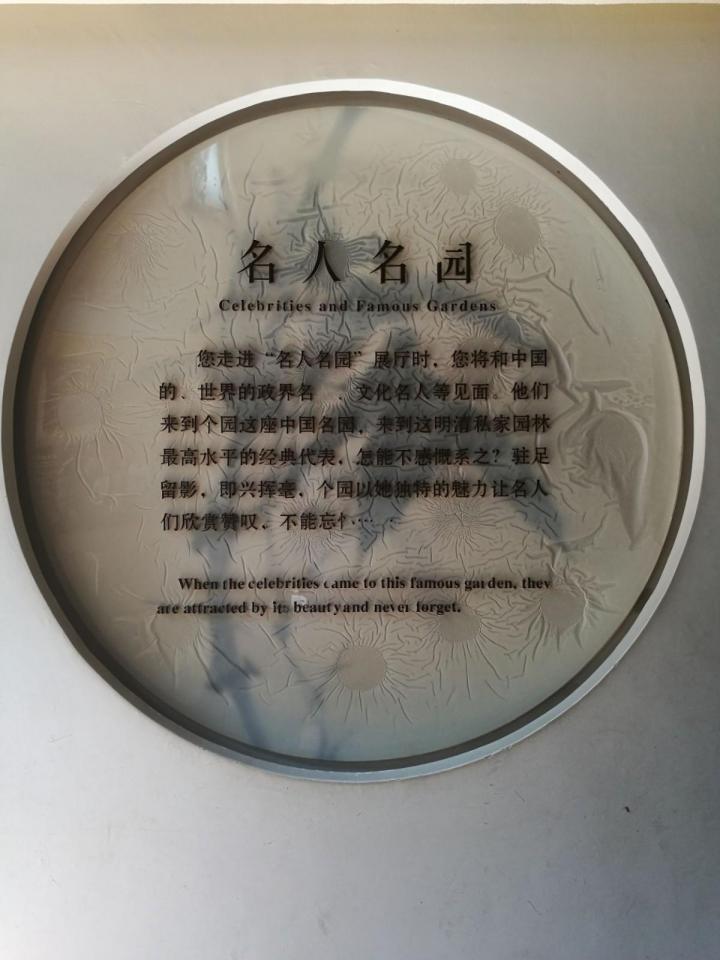 名人名园
Celebrities and Famous Gardens
您走进“名人名园”展厅时，您将和中国
的、世界的政界名 、文化名人等见面。他们
来到个园这座中国名园，来到这明清私家园林
最高水平的经典代表，怎能不感慨系之？驻足
留影，即兴挥毫，个园以她独特的魅力让名人
们欣赏赞叹，不能忘忄……
When the celebrities came to this famous garden, they
are attracted by its beauty and never forget.